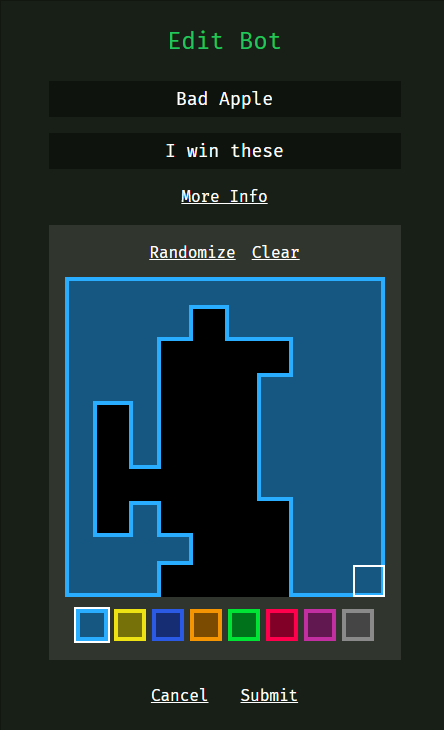 Edit Bot
Bad Apple
I win these
More Info
Randomize Clear
Cancel Submit